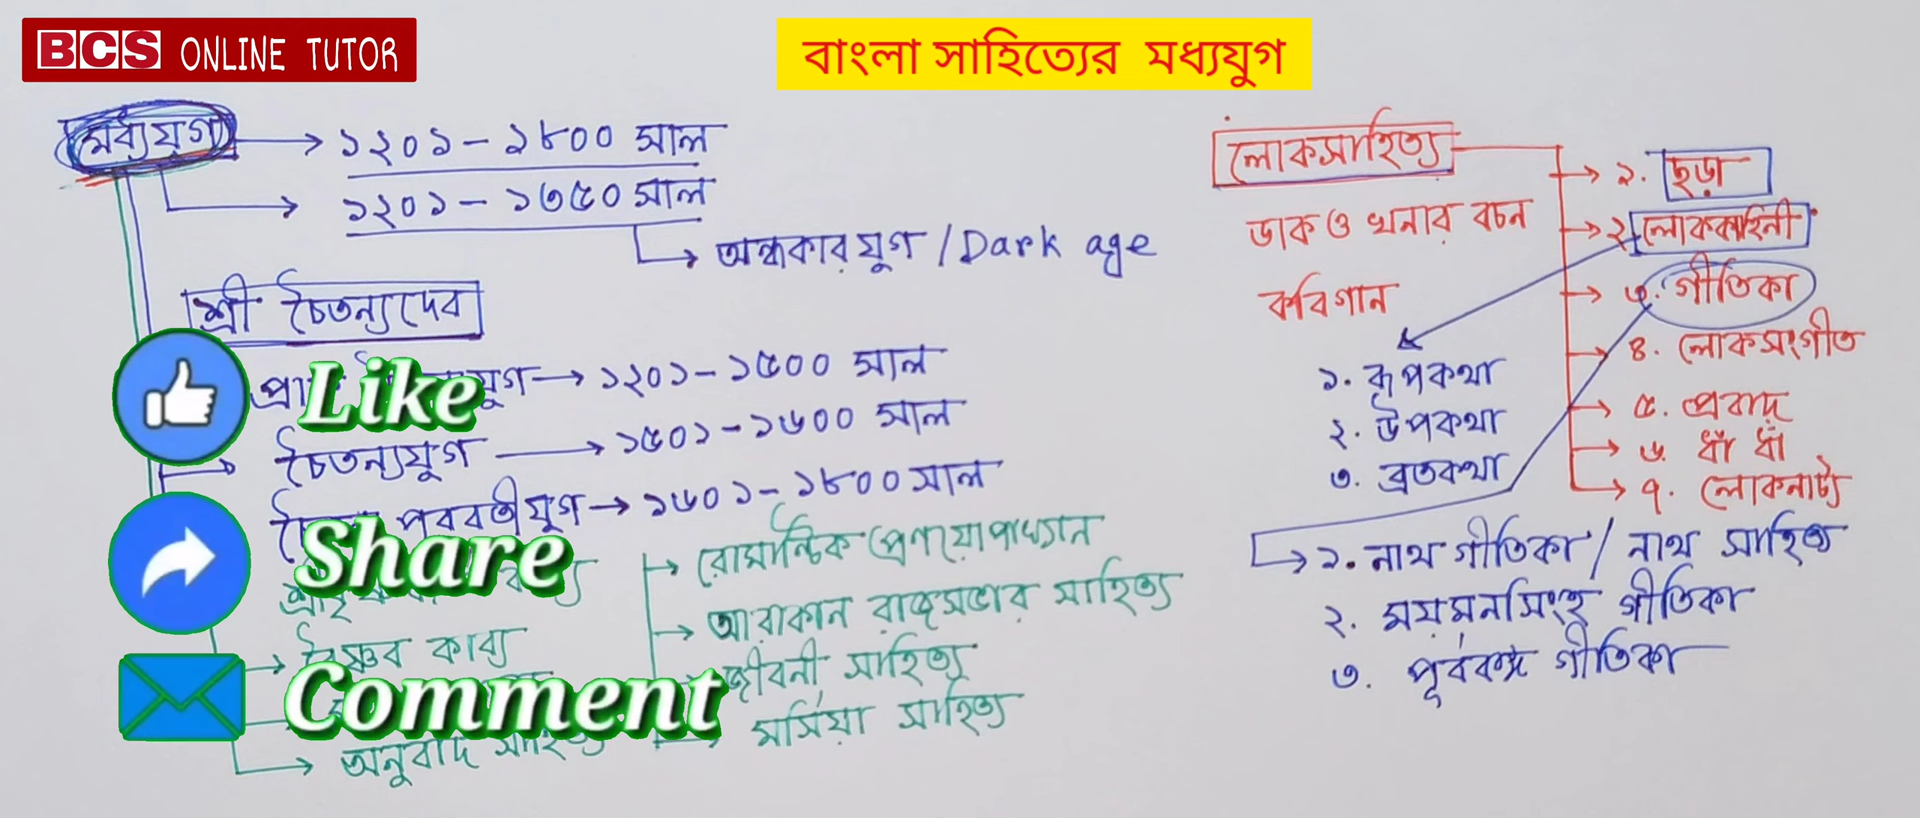 BCS ONLINE TUTOR
বাংলা সাহিত্যের মধ্যযুগ
মধ্যযুগ → ১২০১ - ১৮০০ সাল
→ ১২০১ - ১৩৫০ সাল
→ অন্ধকার যুগ / Dark age
শ্রী চৈতন্যদেব
যুগ → ১২০১ - ১৫০০ সাল
চৈতন্যযুগ → ১৫০১ - ১৬০০ সাল
পরবর্তী যুগ → ১৬০১ - ১৮০০ সাল
Like
Share
Comment
বৈষ্ণব কাব্য
অনুবাদ সাহিত্য
→ রোমান্টিক প্রণয়োপাখ্যান
→ আরাকান রাজসভার সাহিত্য
জীবনী সাহিত্য
মর্সিয়া সাহিত্য
লোকসাহিত্য
ডাক ও খনার বচন
কবিগান
→ ১. ছড়া
→ ২. লোককাহিনী
→ ৩. গীতিকা
→ ৪. লোকসংগীত
→ ৫. প্রবাদ
→ ৬. ধাঁ ধাঁ
→ ৭. লোকনাট্য
১. রূপকথা
২. উপকথা
৩. ব্রতকথা
→ ১. নাথ গীতিকা / নাথ সাহিত্য
২. ময়মনসিংহ গীতিকা
৩. পূর্ববঙ্গ গীতিকা